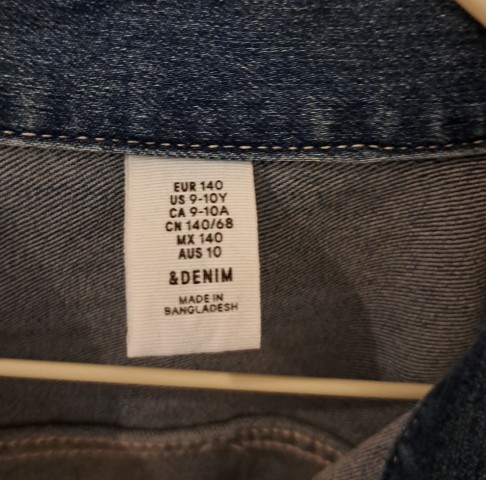 EUR 140
US 9-10Y
CA 9-10A
CN 140/68
MX 140
AUS 10
&DENIM
MADE IN
BANGLADESH